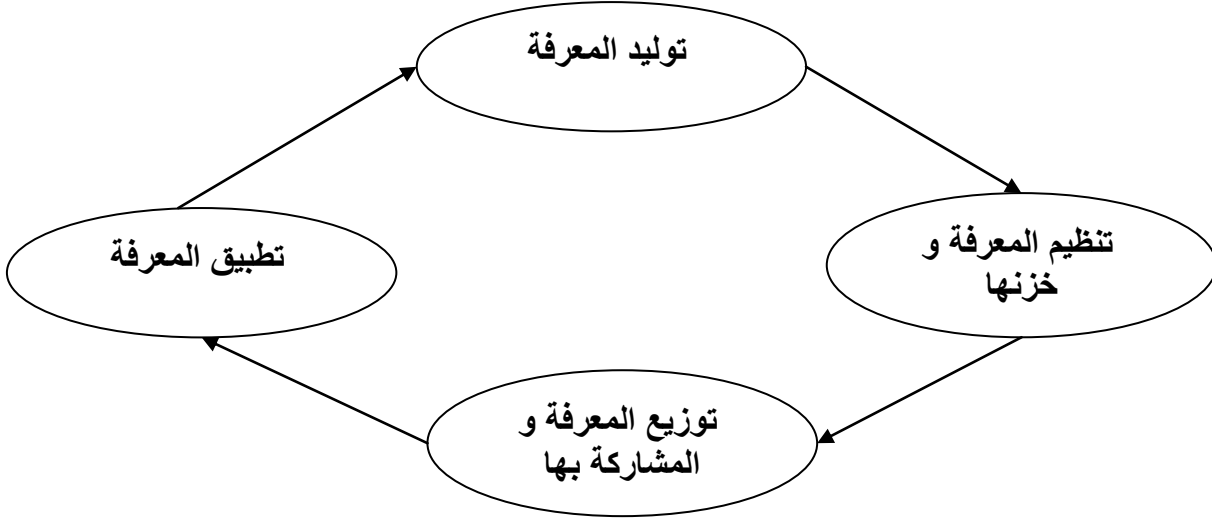 توليد المعرفة
تنظيم المعرفة و
خزنها
تطبيق المعرفة
توزيع المعرفة و
المشاركة بها